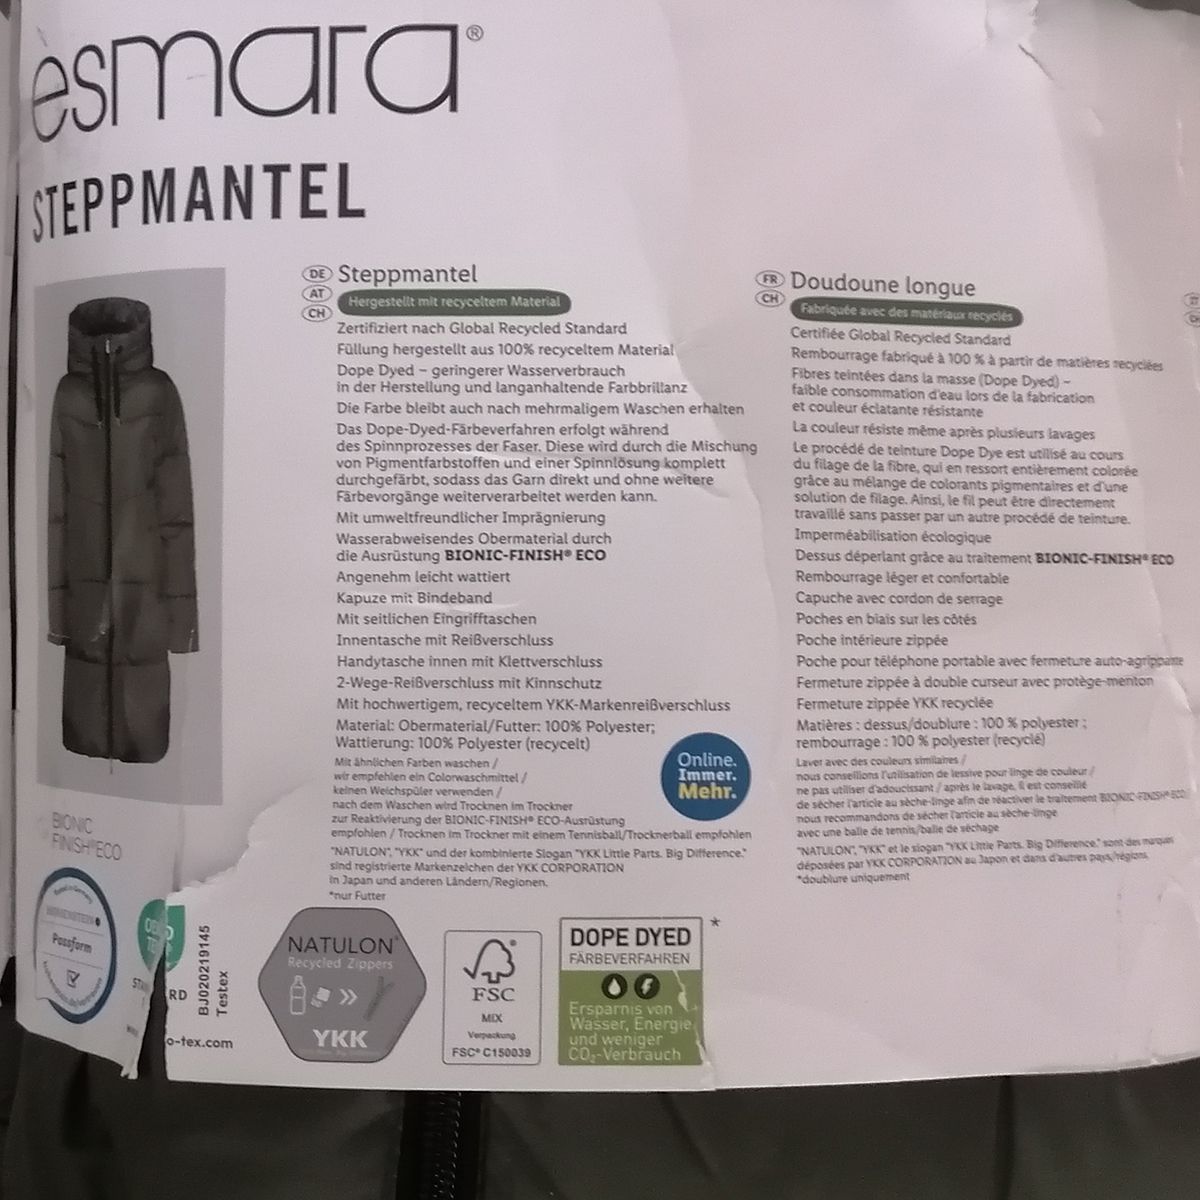 esmara®
STEPPMANTEL
DE
AT
CH
Steppmantel
Hergestellt mit recyceltem Material
Zertifiziert nach Global Recycled Standard
Füllung hergestellt aus 100% recyceltem Material
Dope Dyed – geringerer Wasserverbrauch
in der Herstellung und langanhaltende Farbbrillanz
Die Farbe bleibt auch nach mehrmaligem Waschen erhalten
Das Dope-Dyed-Färbeverfahren erfolgt während
des Spinnprozesses der Faser. Diese wird durch die Mischung
von Pigmentfarbstoffen und einer Spinnlösung komplett
durchgefärbt, sodass das Garn direkt und ohne weitere
Färbevorgänge weiterverarbeitet werden kann.
Mit umweltfreundlicher Imprägnierung
Wasserabweisendes Obermaterial durch
die Ausrüstung BIONIC-FINISH® ECO
Angenehm leicht wattiert
Kapuze mit Bindeband
Mit seitlichen Eingrifftaschen
Innentasche mit Reißverschluss
Handytasche innen mit Klettverschluss
2-Wege-Reißverschluss mit Kinnschutz
Mit hochwertigem, recyceltem YKK-Markenreißverschluss
Material: Obermaterial/Futter: 100% Polyester;
Wattierung: 100% Polyester (recycelt)
Mit ähnlichen Farben waschen /
wir empfehlen ein Colorwaschmittel /
keinen Weichspüler verwenden /
nach dem Waschen wird Trocknen im Trockner
zur Reaktivierung der BIONIC-FINISH® ECO-Ausrüstung
empfohlen / Trocknen im Trockner mit einem Tennisball/Trocknerball empfohlen
"NATULON", "YKK" und der kombinierte Slogan "YKK Little Parts. Big Difference."
sind registrierte Markenzeichen der YKK CORPORATION
in Japan und anderen Ländern/Regionen.
*nur Futter
Online.
Immer.
Mehr.
FR
CH
Doudoune longue
Fabriquée avec des matériaux recyclés
Certifiée Global Recycled Standard
Rembourrage fabriqué à 100 % à partir de matières recyclées
Fibres teintées dans la masse (Dope Dyed) –
faible consommation d'eau lors de la fabrication
et couleur éclatante résistante
La couleur résiste même après plusieurs lavages
Le procédé de teinture Dope Dye est utilisé au cours
du filage de la fibre, qui en ressort entièrement colorée
grâce au mélange de colorants pigmentaires et d'une
solution de filage. Ainsi, le fil peut être directement
travaillé sans passer par un autre procédé de teinture.
Imperméabilisation écologique
Dessus déperlant grâce au traitement BIONIC-FINISH® ECO
Rembourrage léger et confortable
Capuche avec cordon de serrage
Poches en biais sur les côtés
Poche intérieure zippée
Poche pour téléphone portable avec fermeture auto-agrippante
Fermeture zippée à double curseur avec protège-menton
Fermeture zippée YKK recyclée
Matières : dessus/doublure : 100 % polyester ;
rembourrage : 100 % polyester (recyclé)
Laver avec des couleurs similaires /
nous conseillons l'utilisation de lessive pour linge de couleur /
ne pas utiliser d'adoucissant / après le lavage, il est conseillé
de sécher l'article au sèche-linge afin de réactiver le traitement BIONIC-FINISH® ECO
nous recommandons de sécher l'article au sèche-linge
avec une balle de tennis/balle de séchage
"NATULON", "YKK" et le slogan "YKK Little Parts. Big Difference." sont des marques
déposées par YKK CORPORATION au Japon et dans d'autres pays/régions.
*doublure uniquement
BIONIC
FINISH®ECO
HOHENSTEIN
Passform
RD
BJ020219145
Testex
o-tex.com
NATULON
Recycled Zippers
YKK
FSC
MIX
Verpackung
FSC® C150039
DOPE DYED
FÄRBEVERFAHREN
*
Ersparnis von
Wasser, Energie
und weniger
CO₂-Verbrauch